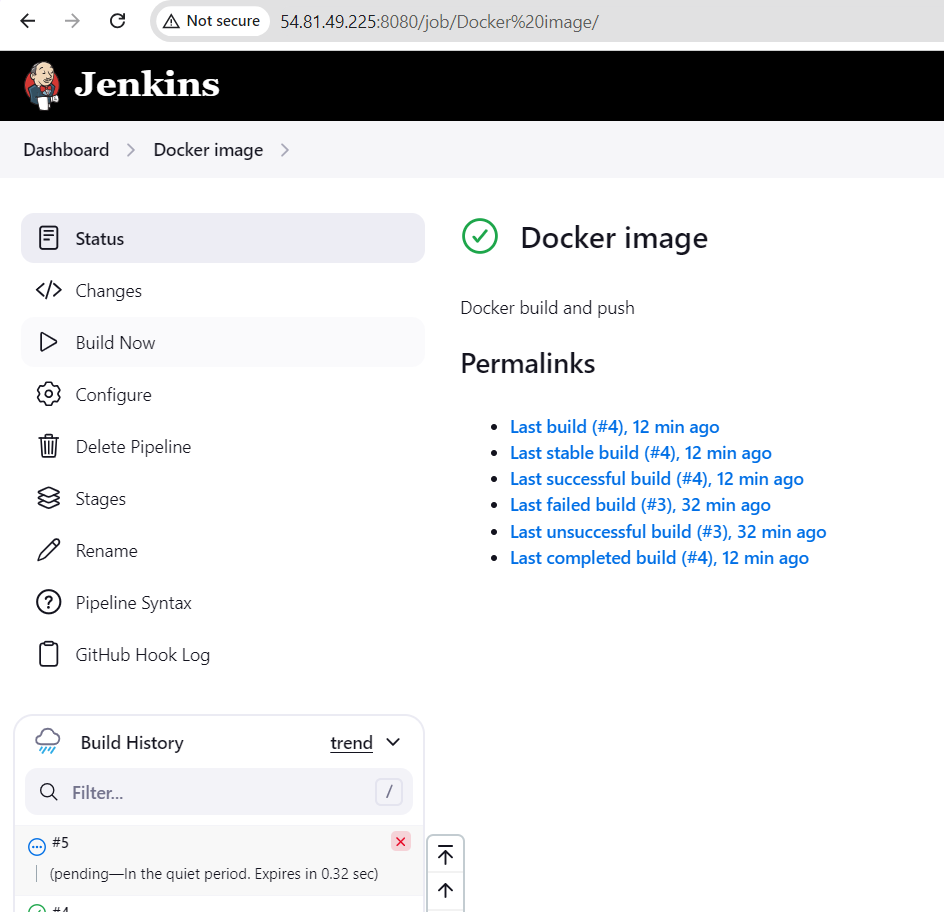 Not secure 54.81.49.225:8080/job/Docker%20image/
Jenkins
Dashboard > Docker image >
Status
Changes
Build Now
Configure
Delete Pipeline
Stages
Rename
Pipeline Syntax
GitHub Hook Log
Docker image
Docker build and push
Permalinks
• Last build (#4), 12 min ago
• Last stable build (#4), 12 min ago
• Last successful build (#4), 12 min ago
• Last failed build (#3), 32 min ago
• Last unsuccessful build (#3), 32 min ago
• Last completed build (#4), 12 min ago
Build History trend
Filter... /
#5
(pending—In the quiet period. Expires in 0.32 sec)
#4